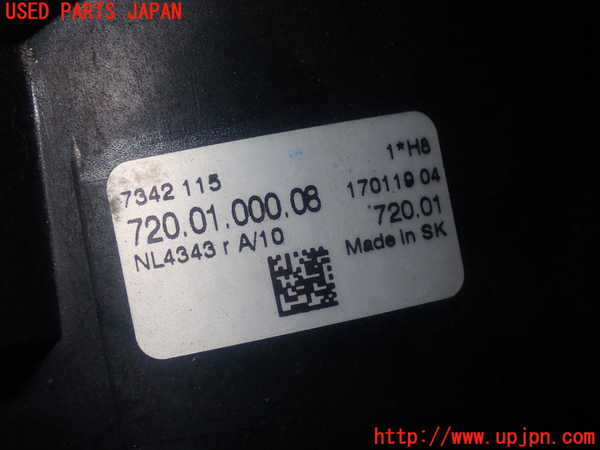 USED PARTS JAPAN
7342 115
1*H8
720.01.000.08
170119 04
NL4343 r A/10
720.01
Made in SK
http://www.upjpn.com/